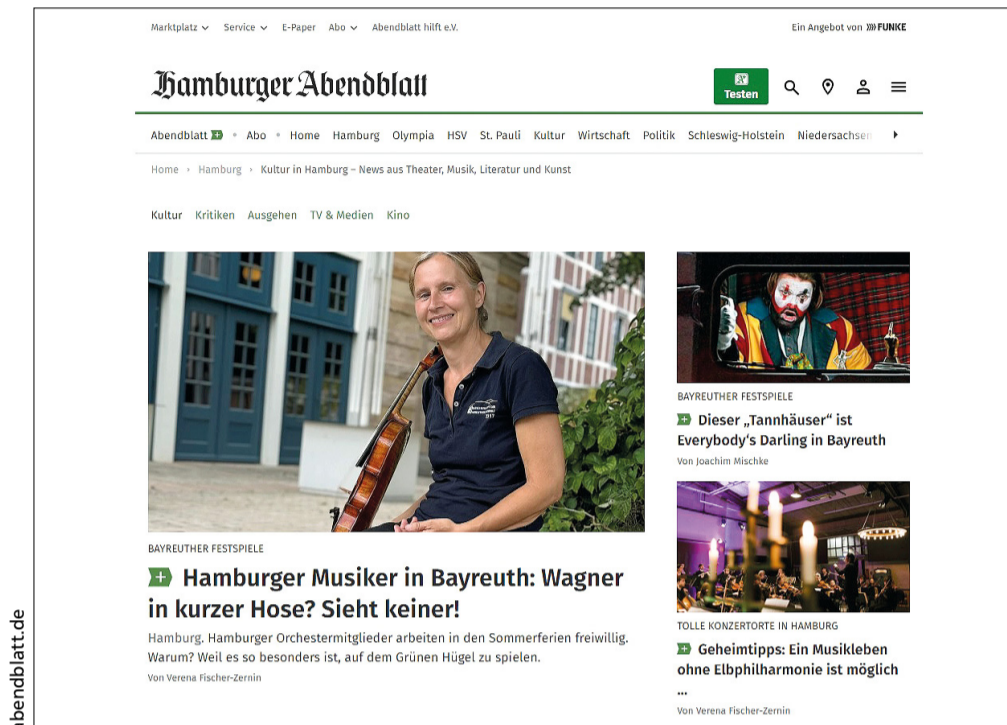 Marktplatz Service E-Paper Abo Abendblatt hilft e.V.
Ein Angebot von FUNKE
Hamburger Abendblatt
Testen
Abendblatt + • Abo • Home Hamburg Olympia HSV St. Pauli Kultur Wirtschaft Politik Schleswig-Holstein Niedersachsen
Home › Hamburg › Kultur in Hamburg – News aus Theater, Musik, Literatur und Kunst
Kultur Kritiken Ausgehen TV & Medien Kino
BAYREUTHER FESTSPIELE
+ Hamburger Musiker in Bayreuth: Wagner
in kurzer Hose? Sieht keiner!
Hamburg. Hamburger Orchestermitglieder arbeiten in den Sommerferien freiwillig.
Warum? Weil es so besonders ist, auf dem Grünen Hügel zu spielen.
Von Verena Fischer-Zernin
BAYREUTHER FESTSPIELE
+ Dieser „Tannhäuser“ ist
Everybody‘s Darling in Bayreuth
Von Joachim Mischke
TOLLE KONZERTORTE IN HAMBURG
+ Geheimtipps: Ein Musikleben
ohne Elbphilharmonie ist möglich
...
Von Verena Fischer-Zernin
abendblatt.de